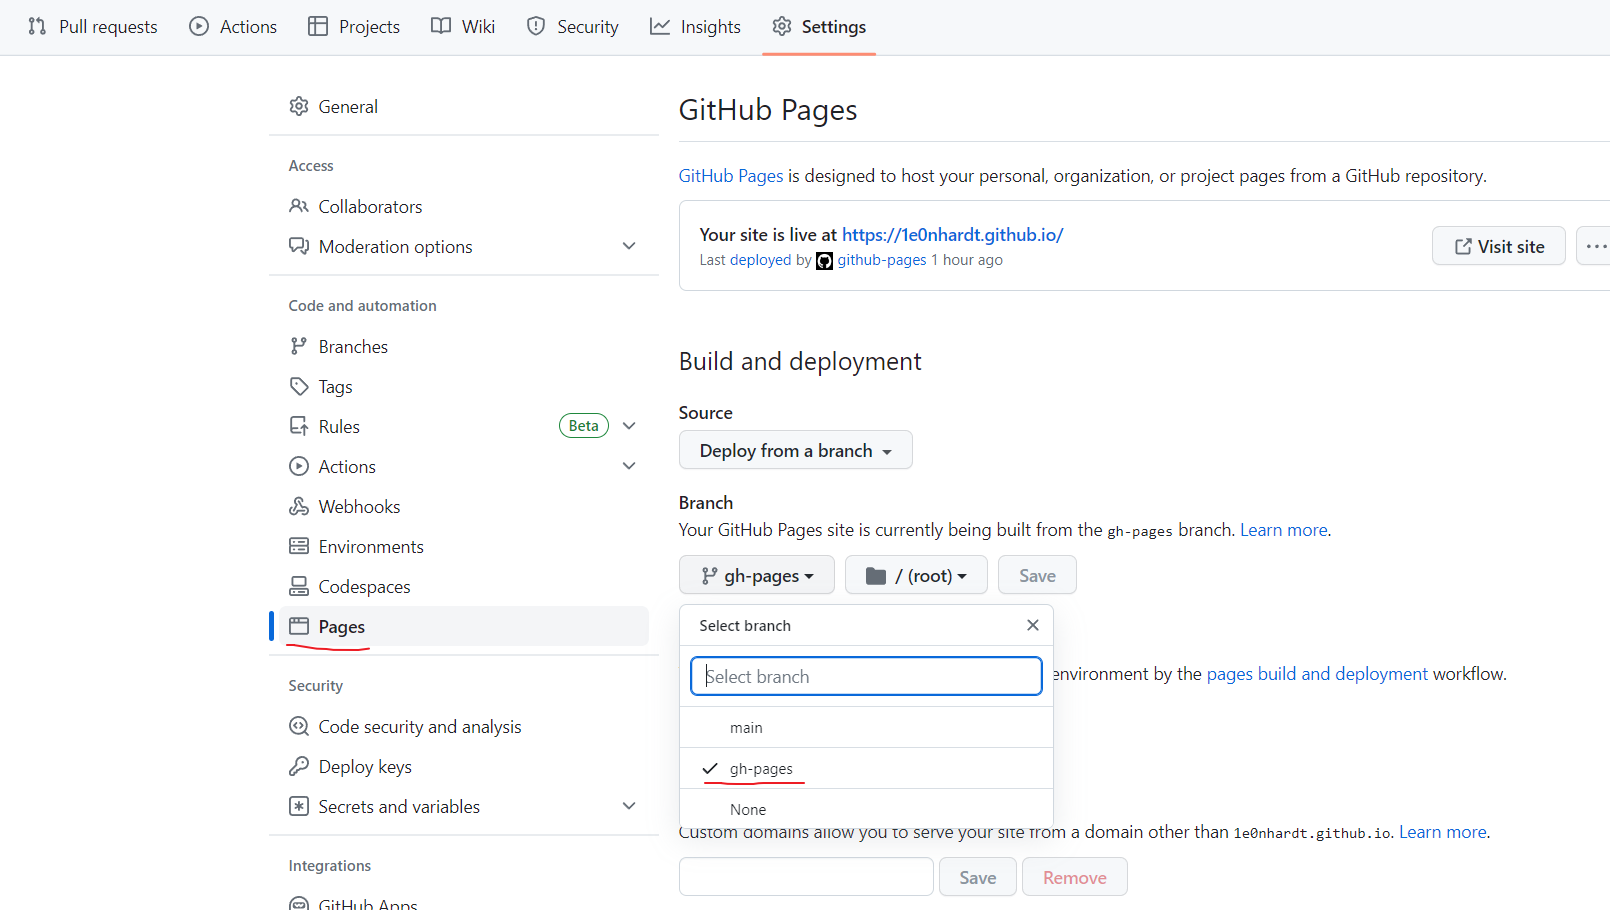 Pull requests Actions Projects Wiki Security Insights Settings
General
Access
Collaborators
Moderation options
Code and automation
Branches
Tags
Rules Beta
Actions
Webhooks
Environments
Codespaces
Pages
Security
Code security and analysis
Deploy keys
Secrets and variables
Integrations
GitHub Apps
GitHub Pages
GitHub Pages is designed to host your personal, organization, or project pages from a GitHub repository.
Your site is live at https://1e0nhardt.github.io/
Last deployed by github-pages 1 hour ago
Visit site
Build and deployment
Source
Deploy from a branch
Branch
Your GitHub Pages site is currently being built from the gh-pages branch. Learn more.
gh-pages / (root) Save
Select branch
Select branch
environment by the pages build and deployment workflow.
main
gh-pages
None
Custom domains allow you to serve your site from a domain other than 1e0nhardt.github.io. Learn more.
Save Remove